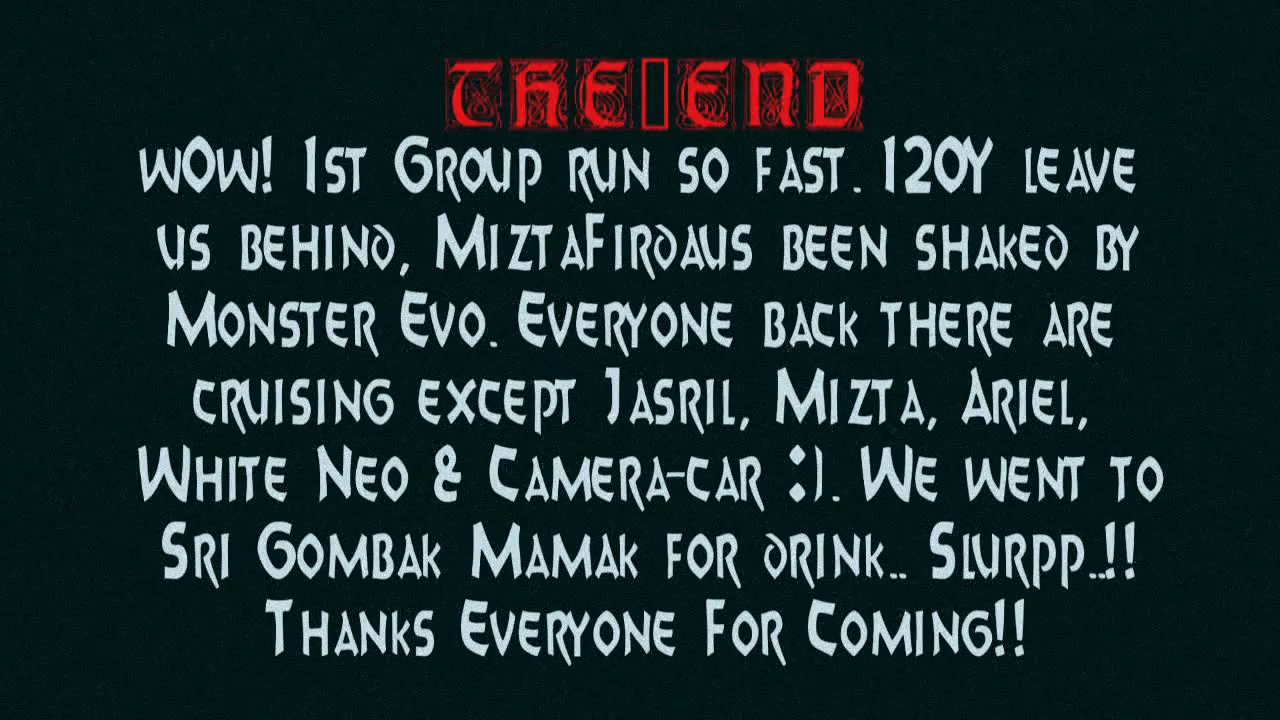 THE END
wOw! 1st Group run so fast. 120Y leave
us behind, MiztaFirdaus been shaked by
Monster Evo. Everyone back there are
cruising except Jasril, Mizta, Ariel,
White Neo & Camera-car :). We went to
Sri Gombak Mamak for drink.. Slurpp..!!
Thanks Everyone For Coming!!